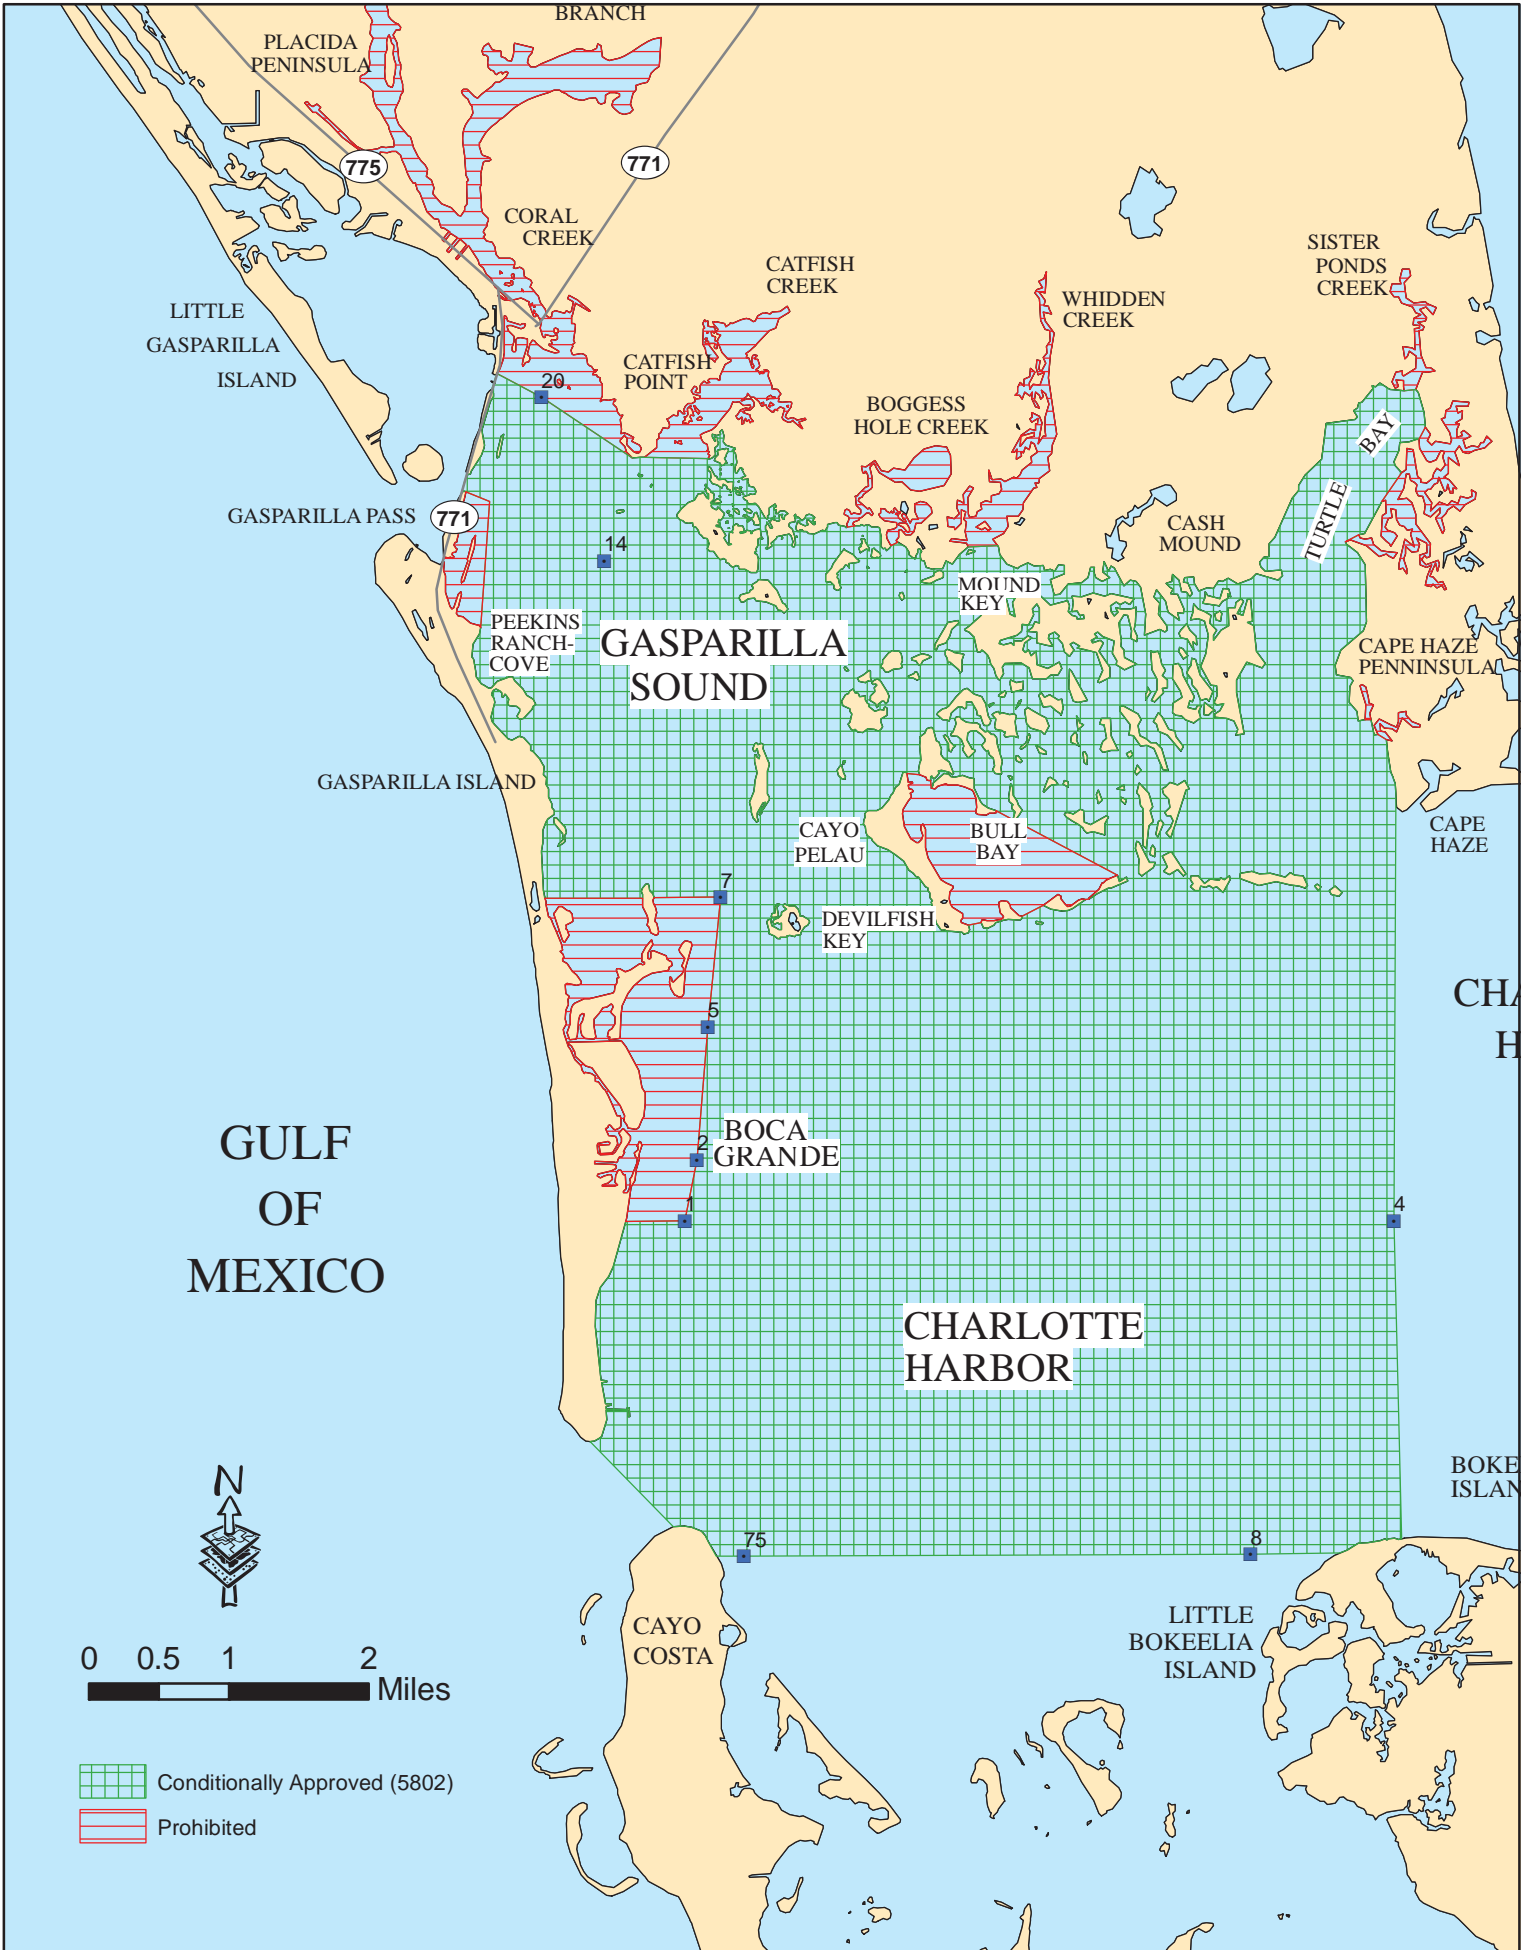 BRANCH
PLACIDA
PENINSULA
775
771
CORAL
CREEK
CATFISH
CREEK
SISTER
PONDS
CREEK
WHIDDEN
CREEK
LITTLE
GASPARILLA
ISLAND
CATFISH
POINT
20
BOGGESS
HOLE CREEK
BAY
TURTLE
GASPARILLA PASS
771
14
CASH
MOUND
MOUND
KEY
PEEKINS
RANCH-
COVE
GASPARILLA
SOUND
CAPE HAZE
PENNINSULA
GASPARILLA ISLAND
CAYO
PELAU
BULL
BAY
CAPE
HAZE
7
DEVILFISH
KEY
5
CHA
H
GULF
OF
MEXICO
BOCA
GRANDE
2
1
4
CHARLOTTE
HARBOR
BOKE
ISLAN
N
75
8
CAYO
COSTA
LITTLE
BOKEELIA
ISLAND
0 0.5 1 2
Miles
Conditionally Approved (5802)
Prohibited